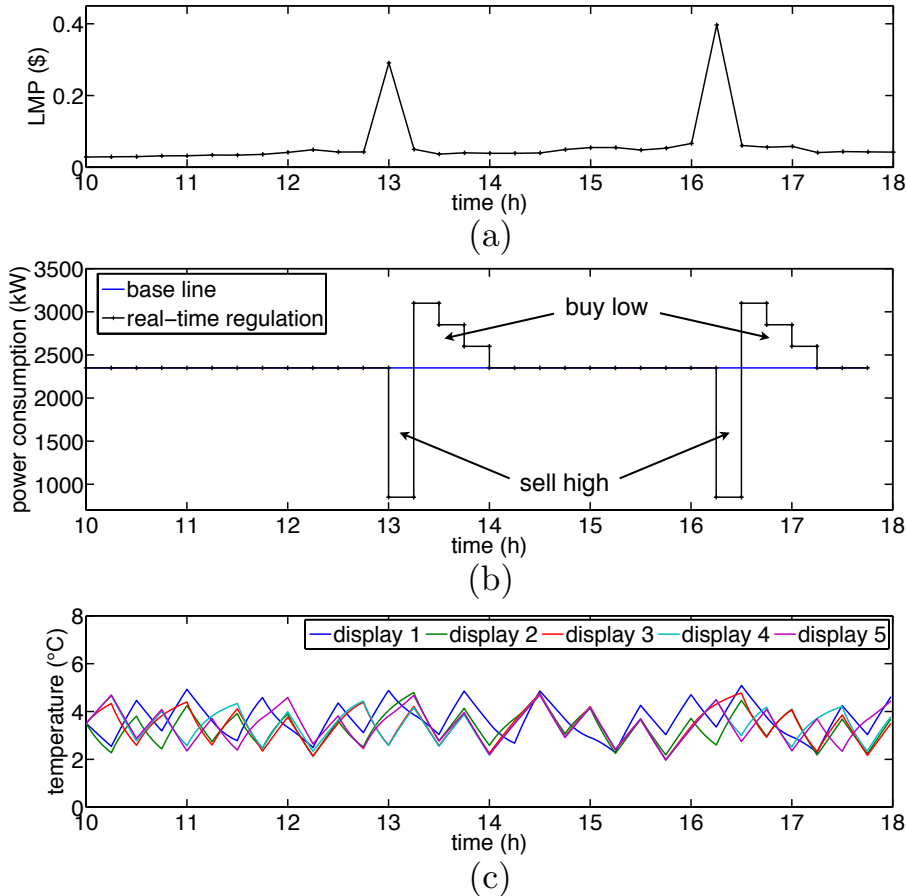 LMP ($)
0.4
0.2
0
10 11 12 13 14 15 16 17 18
time (h)
(a)
power consumption (kW)
3500
3000
2500
2000
1500
1000
base line
real-time regulation
buy low
sell high
10 11 12 13 14 15 16 17 18
time (h)
(b)
temperature (°C)
8
6
4
2
0
display 1 display 2 display 3 display 4 display 5
10 11 12 13 14 15 16 17 18
time (h)
(c)